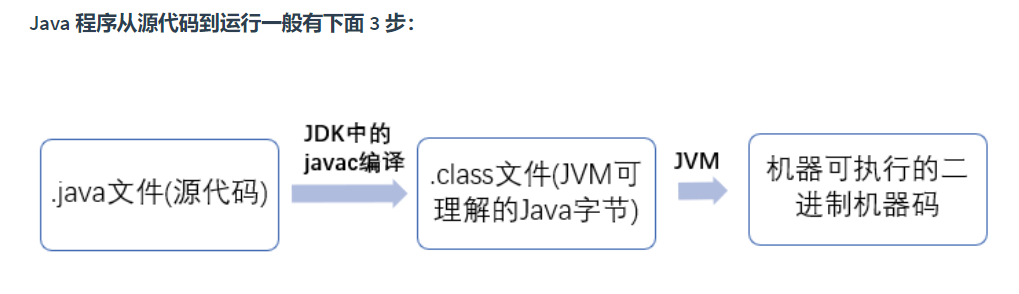 Java 程序从源代码到运行一般有下面 3 步：
JDK中的
javac编译
.java文件(源代码)
.class文件(JVM可
理解的Java字节)
JVM
机器可执行的二
进制机器码